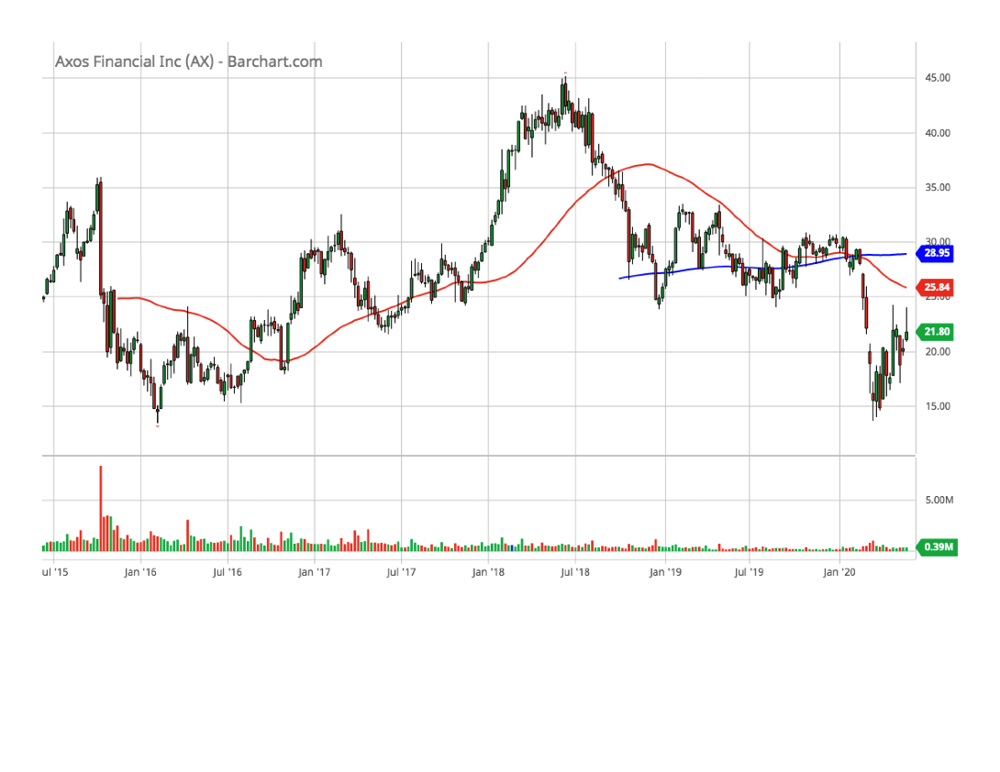 Axos Financial Inc (AX) - Barchart.com
45.00
40.00
35.00
30.00
28.95
25.84
25.00
21.80
20.00
15.00
5.00M
0.39M
ul '15 Jan '16 Jul '16 Jan '17 Jul '17 Jan '18 Jul '18 Jan '19 Jul '19 Jan '20